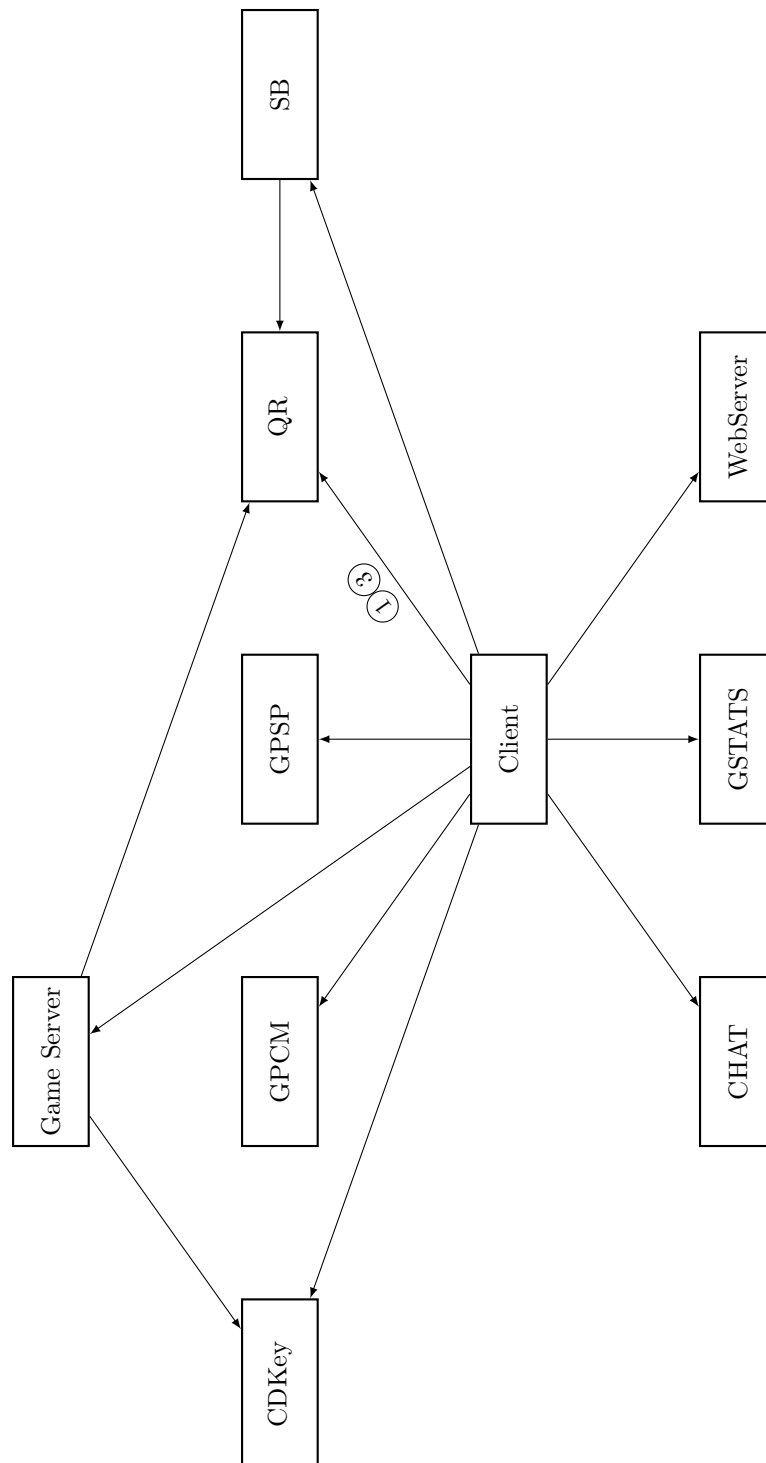 Game Server
CDKey
GPCM
GPSP
QR
SB
1
3
Client
CHAT
GSTATS
WebServer